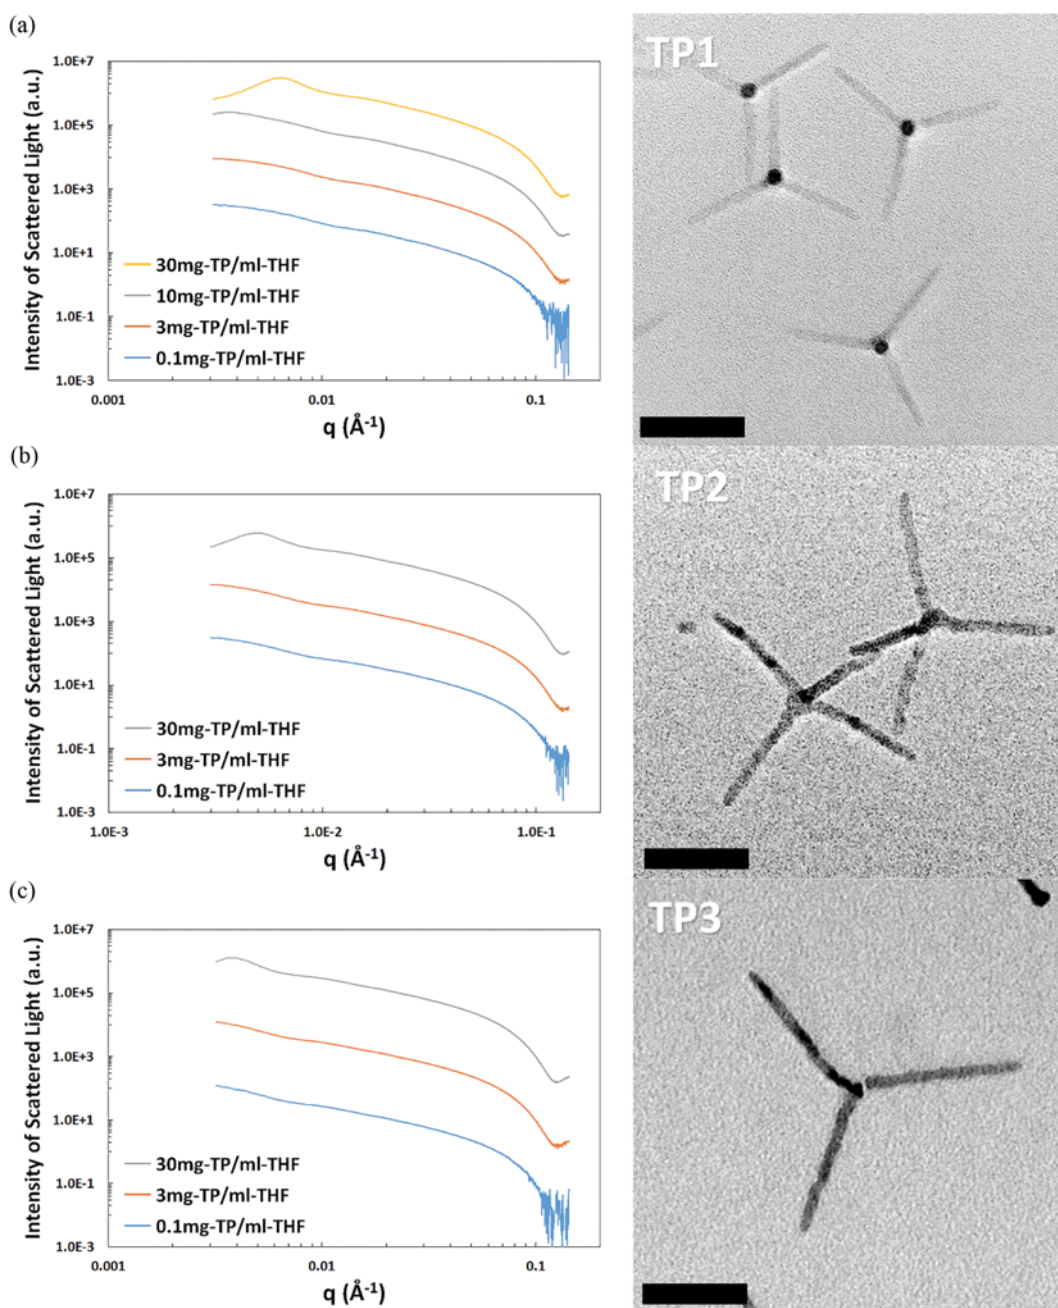 (a)
Intensity of Scattered Light (a.u.)
1.0E+7
1.0E+5
1.0E+3
1.0E+1
1.0E-1
1.0E-3
30mg-TP/ml-THF
10mg-TP/ml-THF
3mg-TP/ml-THF
0.1mg-TP/ml-THF
0.001
0.01
0.1
q (Å-1)
TP1
(b)
Intensity of Scattered Light (a.u.)
1.0E+7
1.0E+5
1.0E+3
1.0E+1
1.0E-1
1.0E-3
30mg-TP/ml-THF
3mg-TP/ml-THF
0.1mg-TP/ml-THF
1.0E-3
1.0E-2
1.0E-1
q (Å-1)
TP2
(c)
Intensity of Scattered Light (a.u.)
1.0E+7
1.0E+5
1.0E+3
1.0E+1
1.0E-1
1.0E-3
30mg-TP/ml-THF
3mg-TP/ml-THF
0.1mg-TP/ml-THF
0.001
0.01
0.1
q (Å-1)
TP3